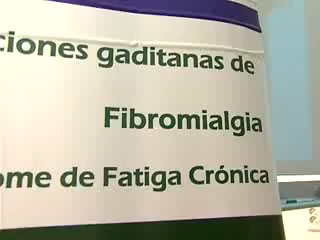 ciones gaditanas de
Fibromialgia
ome de Fatiga Crónica